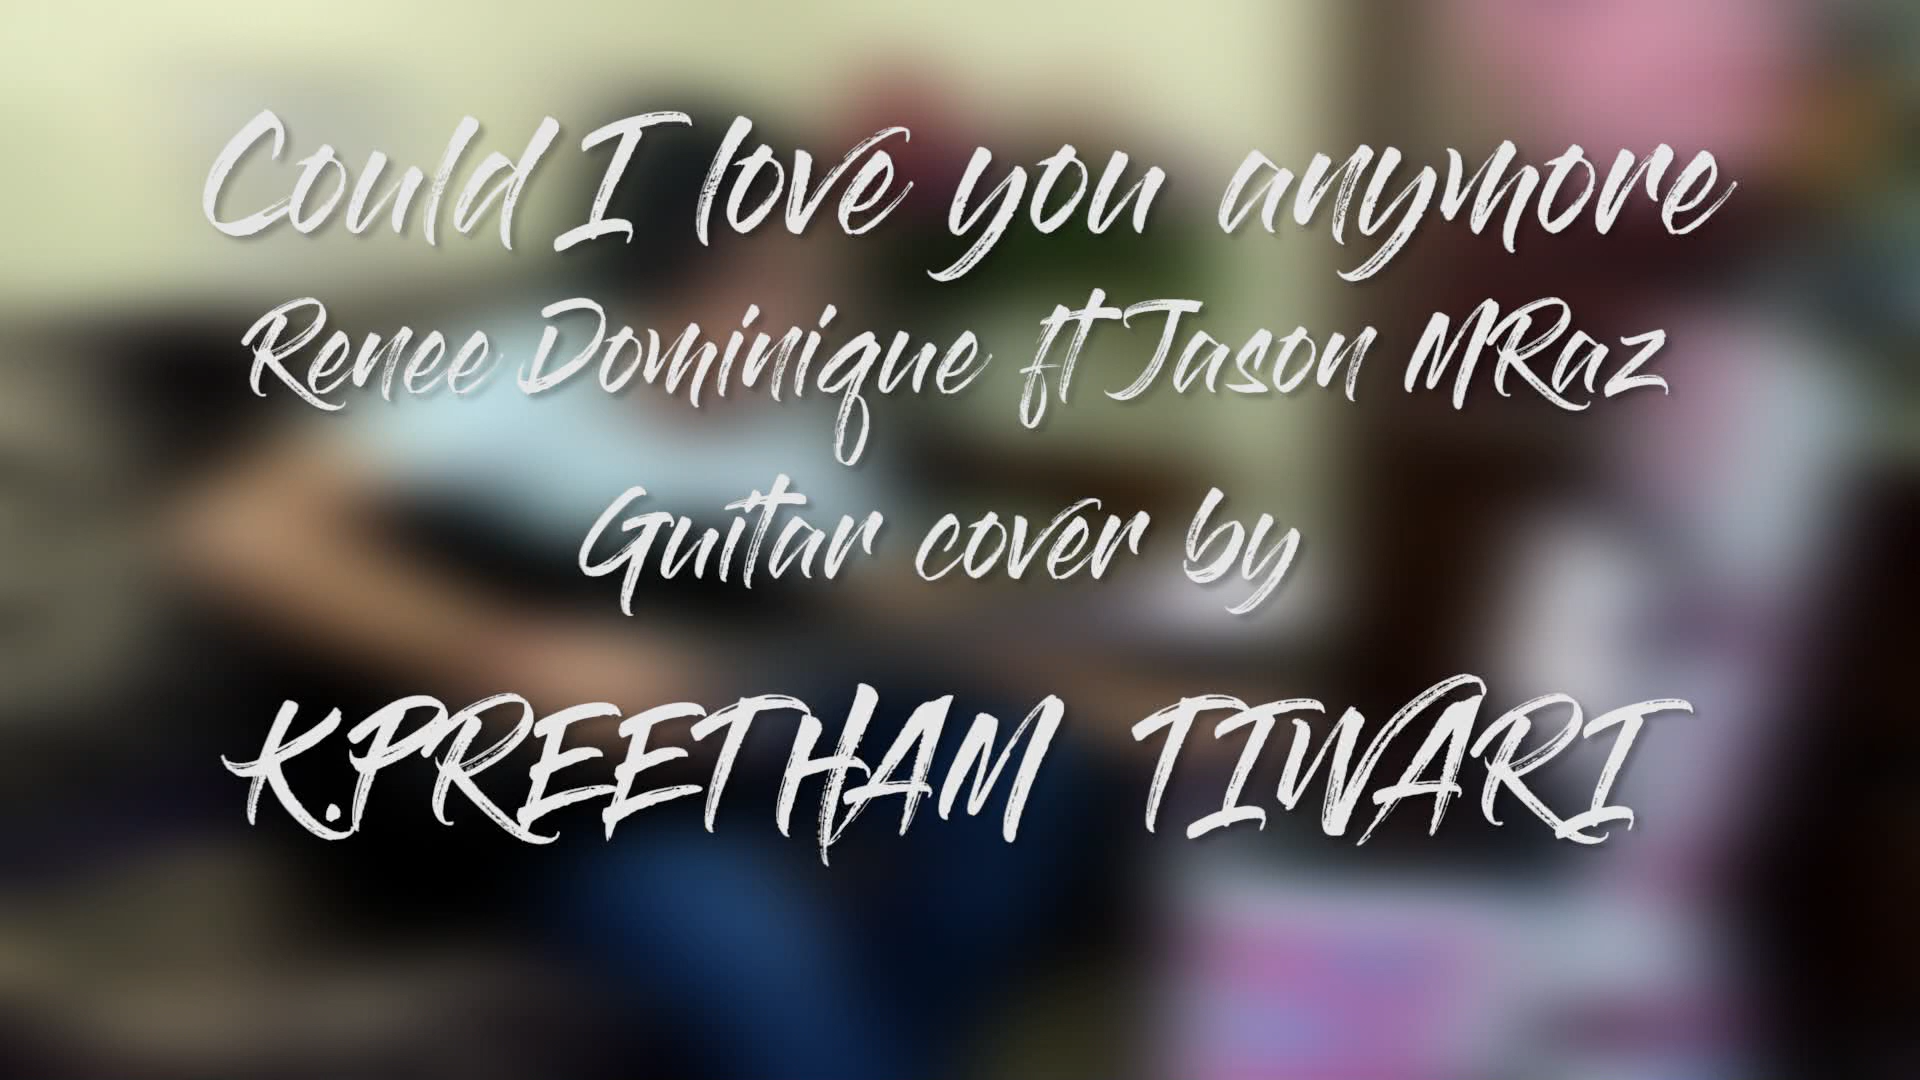 Could I love you anymore
Renee Dominique ft Jason MRaz
Guitar cover by
K.PREETHAM TIWARI